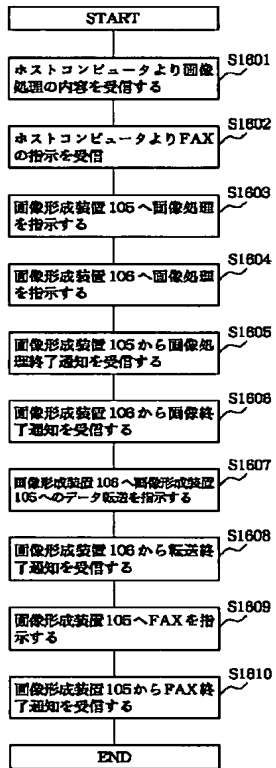 START
S1601
ホストコンピュータより画像
処理の内容を受信する
S1602
ホストコンピュータよりFAX
の指示を受信
S1603
画像形成装置105へ画像処理
を指示する
S1604
画像形成装置106へ画像処理
を指示する
S1605
画像形成装置105から画像処
理終了通知を受信する
S1606
画像形成装置106から画像終
了通知を受信する
S1607
画像形成装置106へ画像形成装置
105へのデータ転送を指示する
S1608
画像形成装置106から転送終
了通知を受信する
S1609
画像形成装置105へFAXを指
示する
S1610
画像形成装置105からFAX終
了通知を受信する
END